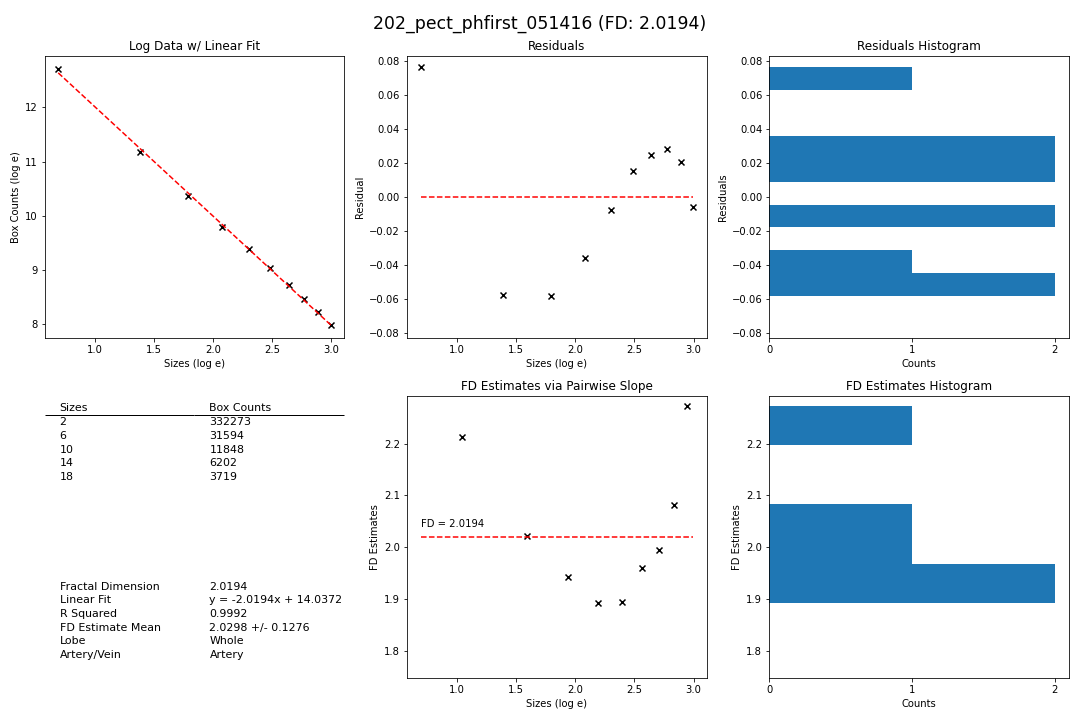 202_pect_phfirst_051416 (FD: 2.0194)
Log Data w/ Linear Fit
Box Counts (log e)
12
11
10
9
8
1.0 1.5 2.0 2.5 3.0
Sizes (log e)
Residuals
Residual
0.08
0.06
0.04
0.02
0.00
−0.02
−0.04
−0.06
−0.08
1.0 1.5 2.0 2.5 3.0
Sizes (log e)
Residuals Histogram
Residuals
0.08
0.06
0.04
0.02
0.00
−0.02
−0.04
−0.06
−0.08
0 1 2
Counts
Sizes Box Counts
2 332273
6 31594
10 11848
14 6202
18 3719
Fractal Dimension 2.0194
Linear Fit y = -2.0194x + 14.0372
R Squared 0.9992
FD Estimate Mean 2.0298 +/- 0.1276
Lobe Whole
Artery/Vein Artery
FD Estimates via Pairwise Slope
FD Estimates
2.2
2.1
2.0
1.9
1.8
FD = 2.0194
1.0 1.5 2.0 2.5 3.0
Sizes (log e)
FD Estimates Histogram
FD Estimates
2.2
2.1
2.0
1.9
1.8
0 1 2
Counts